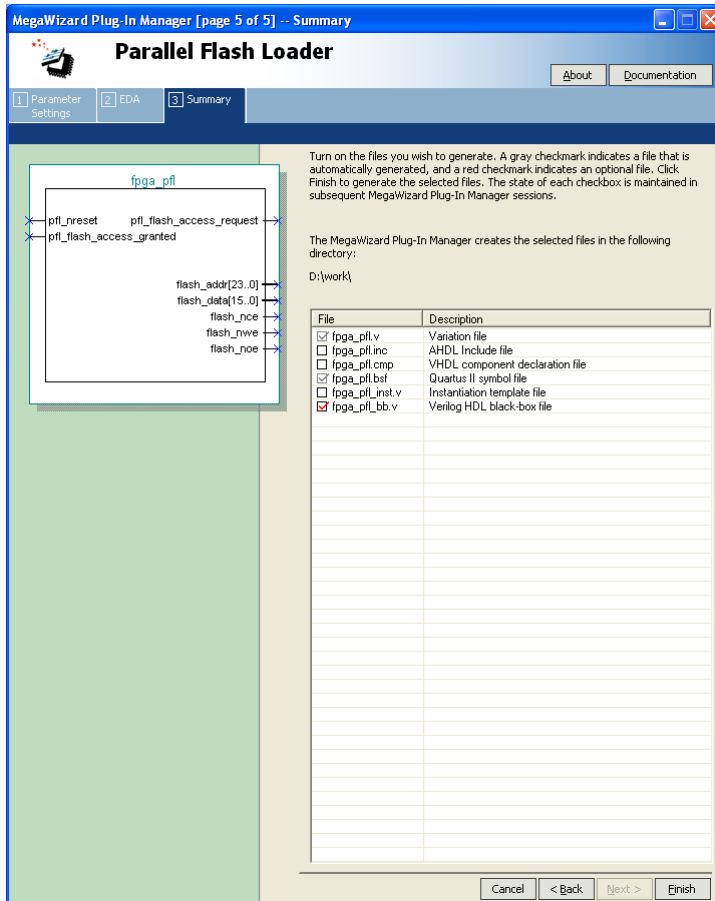 MegaWizard Plug-In Manager [page 5 of 5] -- Summary
Parallel Flash Loader
About
Documentation
1 Parameter Settings
2 EDA
3 Summary
fpga_pfl
pfl_nreset
pfl_flash_access_request
pfl_flash_access_granted
flash_addr[23..0]
flash_data[15..0]
flash_nce
flash_nwe
flash_noe
Turn on the files you wish to generate. A gray checkmark indicates a file that is
automatically generated, and a red checkmark indicates an optional file. Click
Finish to generate the selected files. The state of each checkbox is maintained in
subsequent MegaWizard Plug-In Manager sessions.
The MegaWizard Plug-In Manager creates the selected files in the following
directory:
D:\work\
File Description
fpga_pfl.v Variation file
fpga_pfl.inc AHDL Include file
fpga_pfl.cmp VHDL component declaration file
fpga_pfl.bsf Quartus II symbol file
fpga_pfl_inst.v Instantiation template file
fpga_pfl_bb.v Verilog HDL black-box file
Cancel
< Back
Next >
Finish